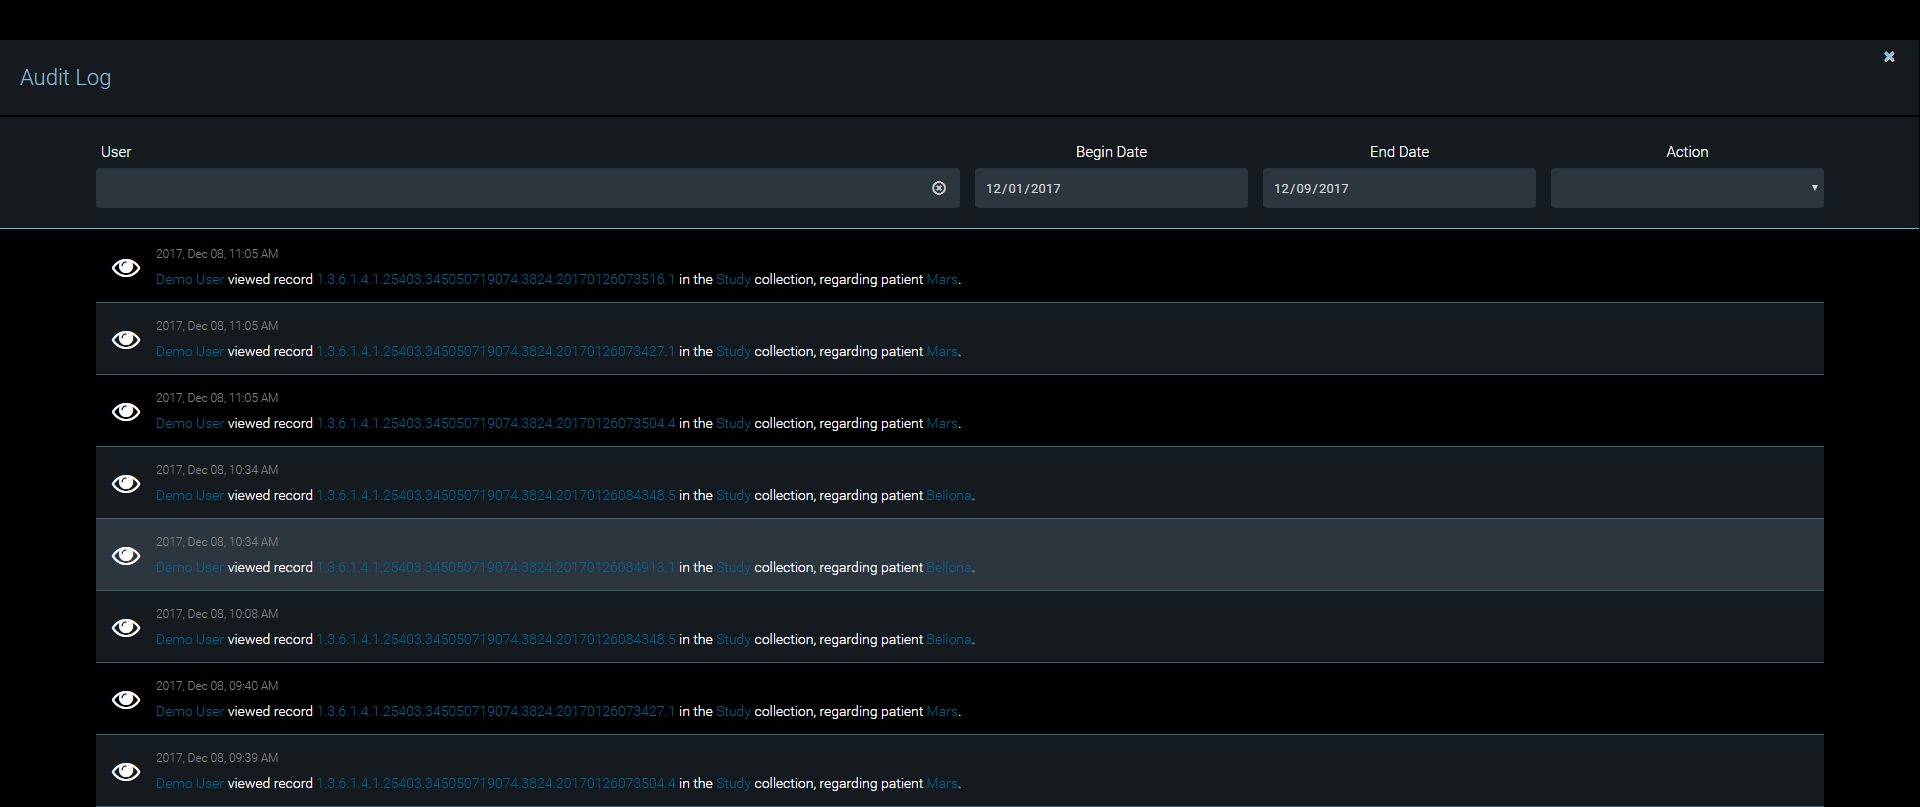 Audit Log
User
Begin Date
End Date
Action
12/01/2017
12/09/2017
2017, Dec 08, 11:05 AM
Demo User viewed record 1.3.6.1.4.1.25403.345050719074.3824.20170126073516.1 in the Study collection, regarding patient Mars.
2017, Dec 08, 11:05 AM
Demo User viewed record 1.3.6.1.4.1.25403.345050719074.3824.20170126073427.1 in the Study collection, regarding patient Mars.
2017, Dec 08, 11:05 AM
Demo User viewed record 1.3.6.1.4.1.25403.345050719074.3824.20170126073504.4 in the Study collection, regarding patient Mars.
2017, Dec 08, 10:34 AM
Demo User viewed record 1.3.6.1.4.1.25403.345050719074.3824.20170126084348.5 in the Study collection, regarding patient Bellona.
2017, Dec 08, 10:34 AM
Demo User viewed record 1.3.6.1.4.1.25403.345050719074.3824.20170126084913.1 in the Study collection, regarding patient Bellona.
2017, Dec 08, 10:08 AM
Demo User viewed record 1.3.6.1.4.1.25403.345050719074.3824.20170126084348.5 in the Study collection, regarding patient Bellona.
2017, Dec 08, 09:40 AM
Demo User viewed record 1.3.6.1.4.1.25403.345050719074.3824.20170126073427.1 in the Study collection, regarding patient Mars.
2017, Dec 08, 09:39 AM
Demo User viewed record 1.3.6.1.4.1.25403.345050719074.3824.20170126073504.4 in the Study collection, regarding patient Mars.